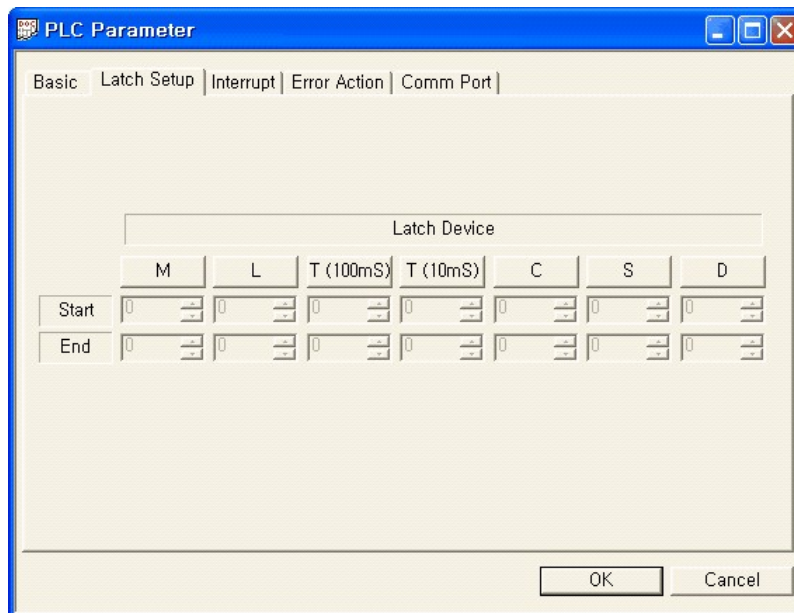 PLC Parameter
Basic Latch Setup Interrupt Error Action Comm Port
Latch Device
M L T (100mS) T (10mS) C S D
Start 0 0 0 0 0 0 0
End 0 0 0 0 0 0 0
OK Cancel